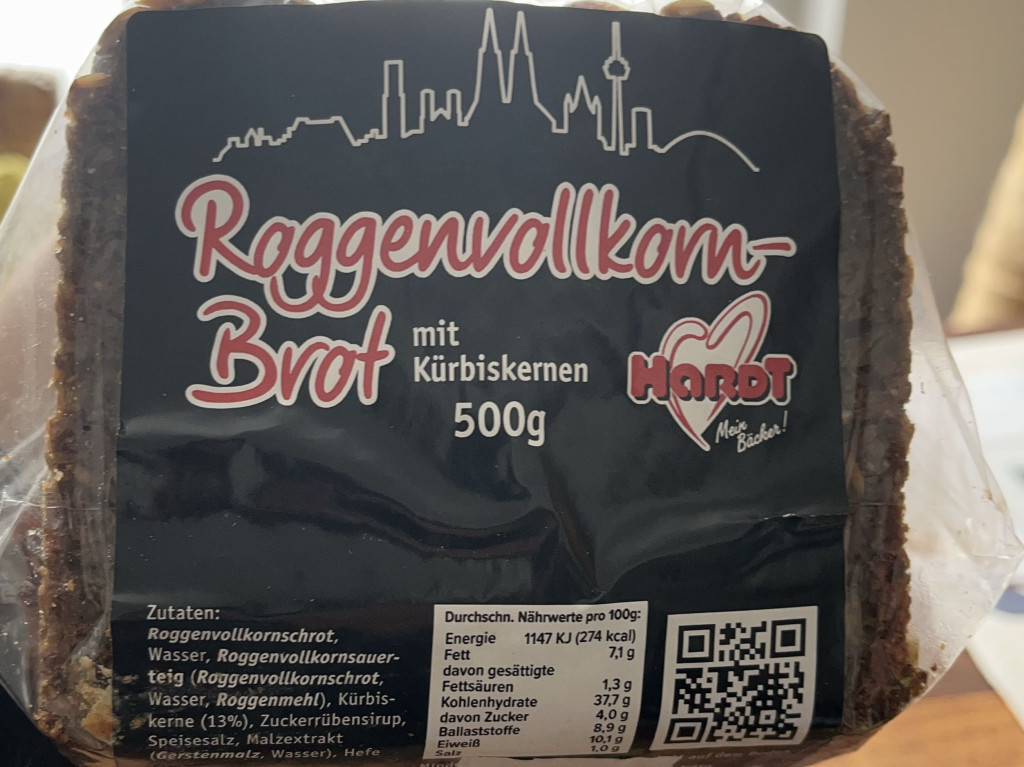 Roggenvollkorn-
Brot
mit
Kürbiskernen
500g
HARDT
Mein
Bäcker!
Zutaten:
Roggenvollkornschrot,
Wasser, Roggenvollkornsauer-
teig (Roggenvollkornschrot,
Wasser, Roggenmehl), Kürbis-
kerne (13%), Zuckerrübensirup,
Speisesalz, Malzextrakt
(Gerstenmalz, Wasser), Hefe
Durchschn. Nährwerte pro 100g:
Energie 1147 KJ (274 kcal)
Fett 7,1 g
davon gesättigte
Fettsäuren 1,3 g
Kohlenhydrate 37,7 g
davon Zucker 4,0 g
Ballaststoffe 8,9 g
Eiweiß 10,1 g
Salz 1,0 g